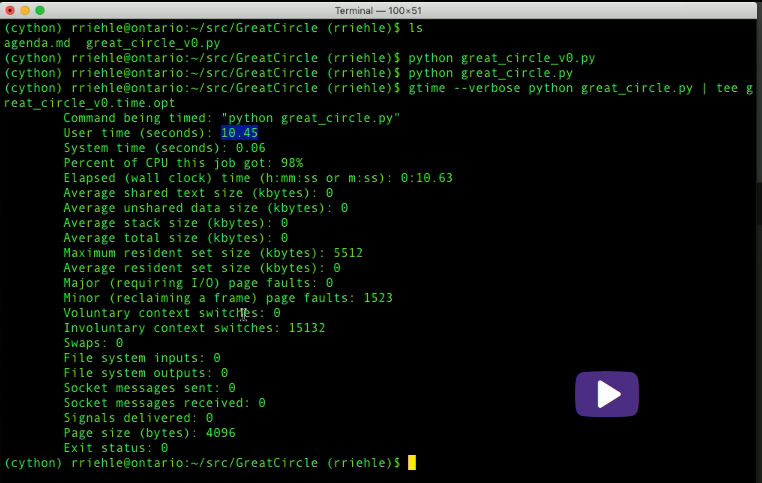 Terminal — 100×51
(cython) rriehle@ontario:~/src/GreatCircle (rriehle)$ ls
agenda.md  great_circle_v0.py
(cython) rriehle@ontario:~/src/GreatCircle (rriehle)$ python great_circle_v0.py
(cython) rriehle@ontario:~/src/GreatCircle (rriehle)$ python great_circle.py
(cython) rriehle@ontario:~/src/GreatCircle (rriehle)$ gtime --verbose python great_circle.py | tee g
reat_circle_v0.time.opt
Command being timed: "python great_circle.py"
User time (seconds): 10.45
System time (seconds): 0.06
Percent of CPU this job got: 98%
Elapsed (wall clock) time (h:mm:ss or m:ss): 0:10.63
Average shared text size (kbytes): 0
Average unshared data size (kbytes): 0
Average stack size (kbytes): 0
Average total size (kbytes): 0
Maximum resident set size (kbytes): 5512
Average resident set size (kbytes): 0
Major (requiring I/O) page faults: 0
Minor (reclaiming a frame) page faults: 1523
Voluntary context switches: 0
Involuntary context switches: 15132
Swaps: 0
File system inputs: 0
File system outputs: 0
Socket messages sent: 0
Socket messages received: 0
Signals delivered: 0
Page size (bytes): 4096
Exit status: 0
(cython) rriehle@ontario:~/src/GreatCircle (rriehle)$